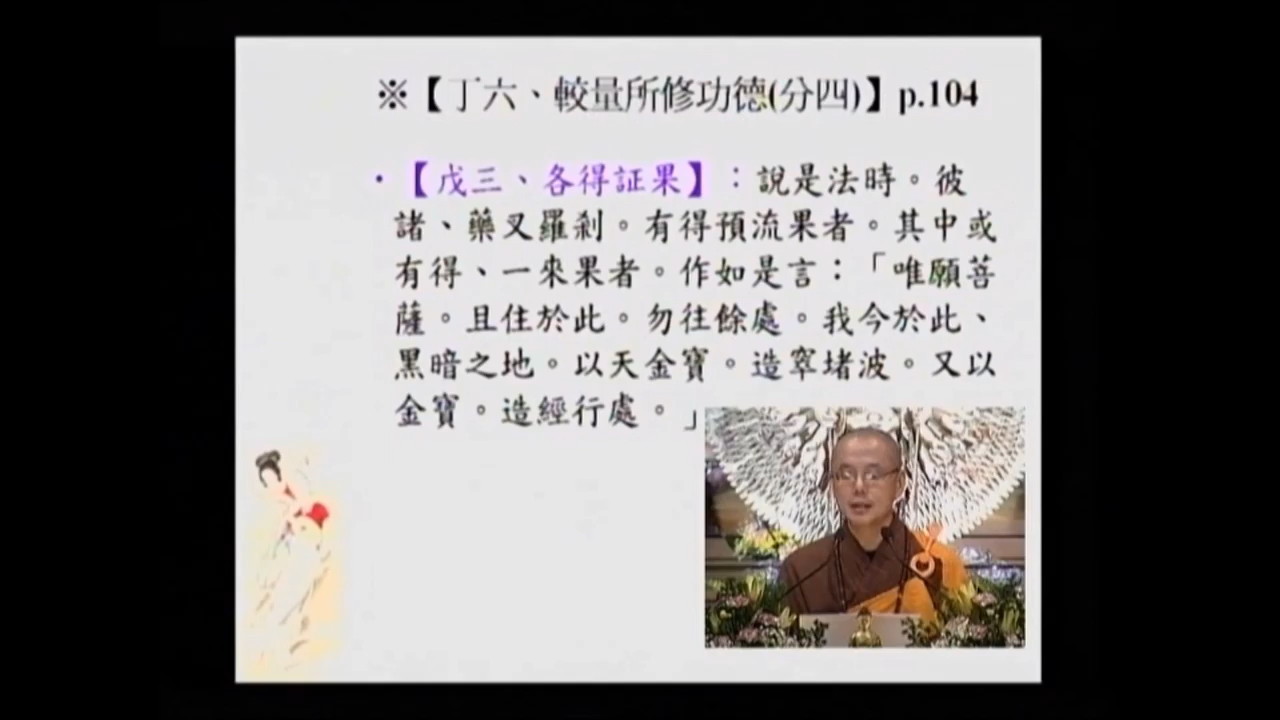 ※【丁六、較量所修功德(分四)】p.104
•【戊三、各得証果】：說是法時。彼
諸、藥叉羅剎。有得預流果者。其中或
有得、一來果者。作如是言：「唯願菩
薩。且住於此。勿往餘處。我今於此、
黑暗之地。以天金寶。造窣堵波。又以
金寶。造經行處。」